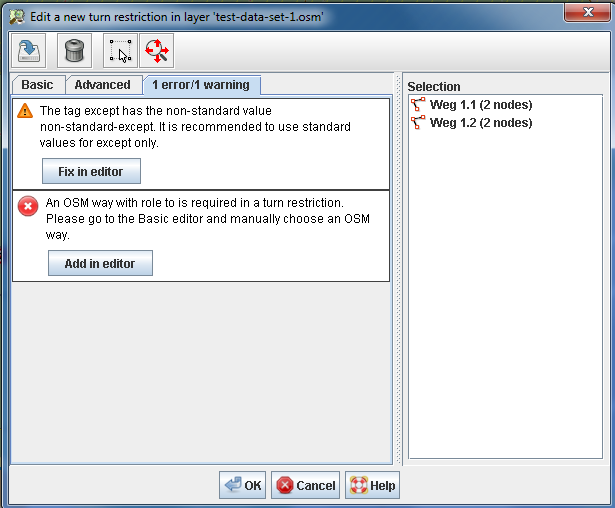 Edit a new turn restriction in layer 'test-data-set-1.osm'
Basic Advanced 1 error/1 warning
The tag except has the non-standard value
non-standard-except. It is recommended to use standard
values for except only.
Fix in editor
An OSM way with role to is required in a turn restriction.
Please go to the Basic editor and manually choose an OSM
way.
Add in editor
Selection
Weg 1.1 (2 nodes)
Weg 1.2 (2 nodes)
OK Cancel Help